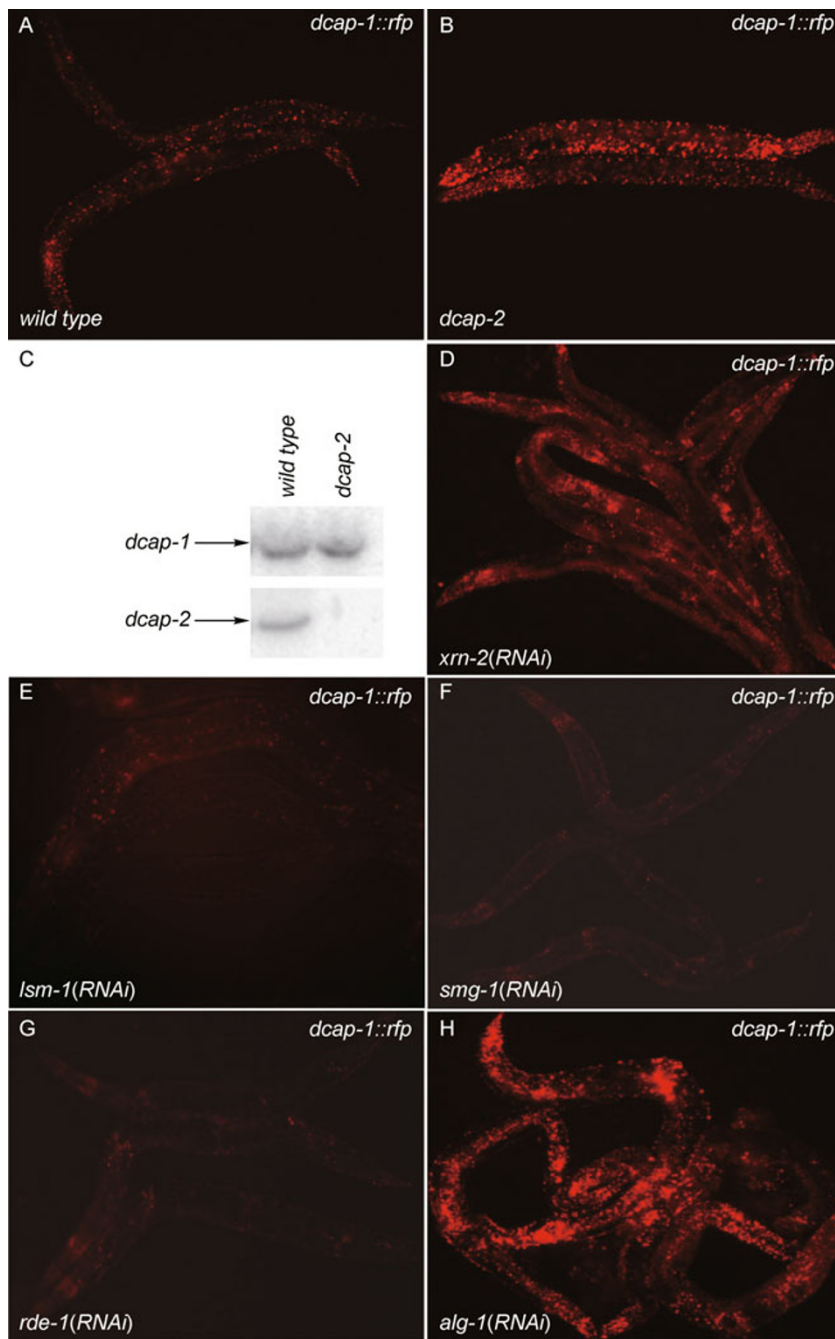 A
dcap-1::rfp
wild type
B
dcap-1::rfp
dcap-2
C
wild type
dcap-2
dcap-1
dcap-2
D
dcap-1::rfp
xrn-2(RNAi)
E
dcap-1::rfp
lsm-1(RNAi)
F
dcap-1::rfp
smg-1(RNAi)
G
dcap-1::rfp
rde-1(RNAi)
H
dcap-1::rfp
alg-1(RNAi)